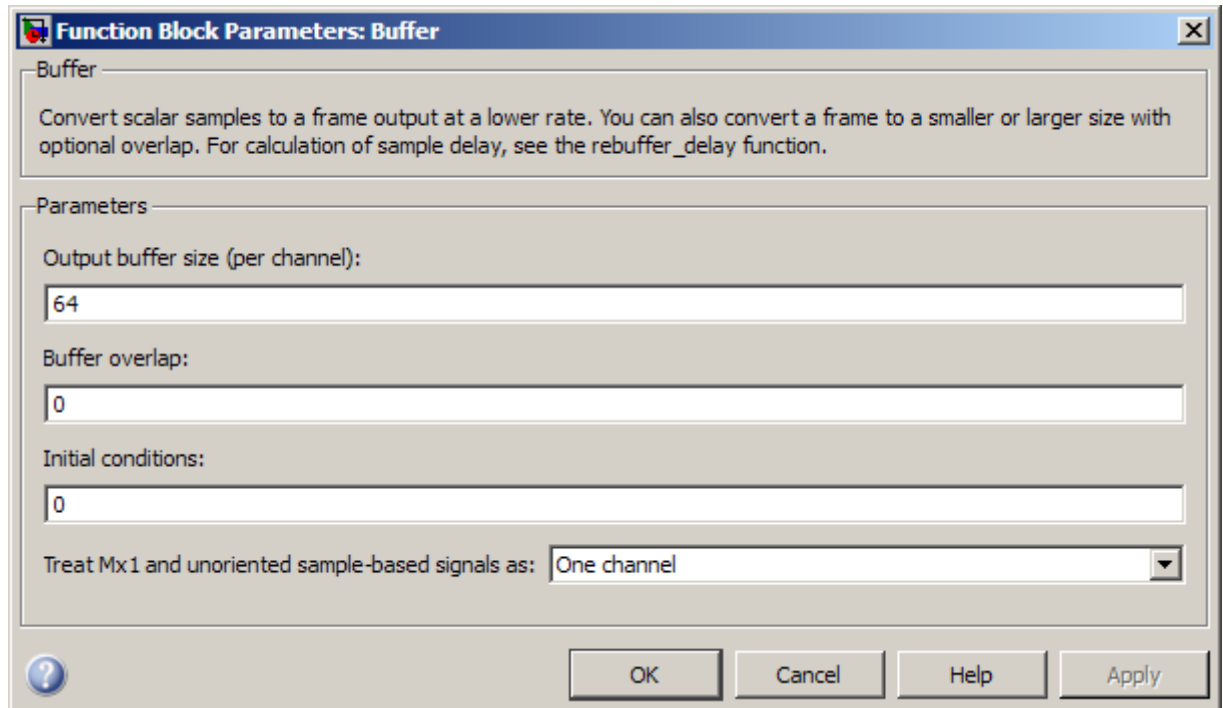 Function Block Parameters: Buffer
Buffer
Convert scalar samples to a frame output at a lower rate. You can also convert a frame to a smaller or larger size with
optional overlap. For calculation of sample delay, see the rebuffer_delay function.
Parameters
Output buffer size (per channel):
64
Buffer overlap:
0
Initial conditions:
0
Treat Mx1 and unoriented sample-based signals as: One channel
OK Cancel Help Apply